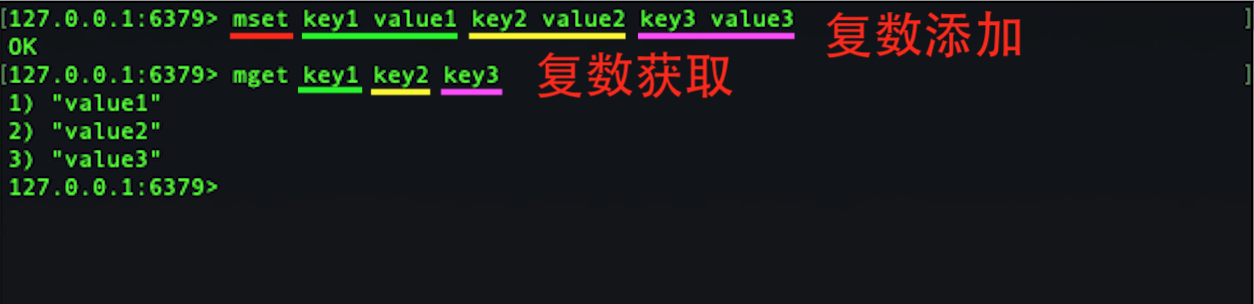 [127.0.0.1:6379> mset key1 value1 key2 value2 key3 value3 ]
复数添加
OK
[127.0.0.1:6379> mget key1 key2 key3 ]
复数获取
1) "value1"
2) "value2"
3) "value3"
127.0.0.1:6379>